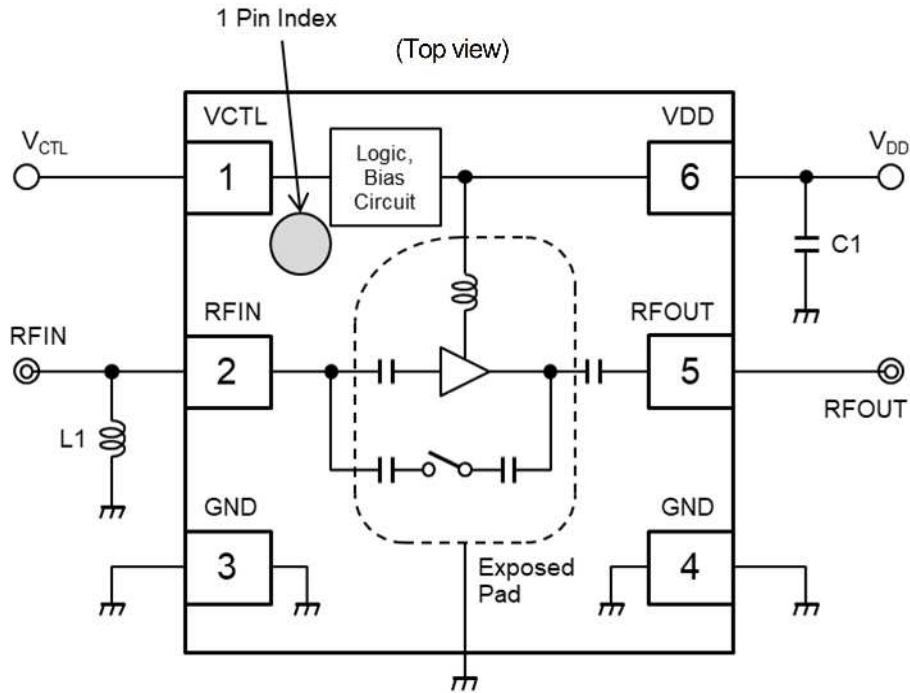 1 Pin Index
(Top view)
VCTL
VDD
VCTL
VDD
1
Logic,
Bias
Circuit
6
C1
RFIN
RFOUT
RFIN
2
5
RFOUT
L1
GND
GND
3
4
Exposed
Pad